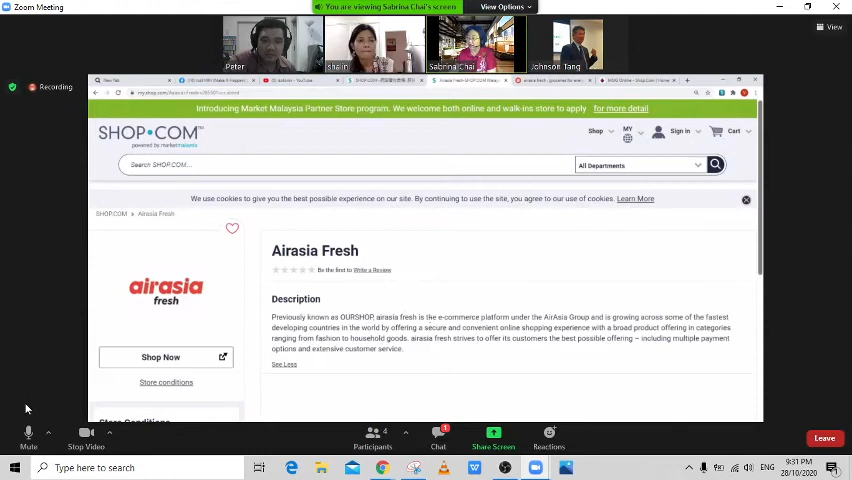 Zoom Meeting
You are viewing Sabrina Chai's screen
View Options
View
Recording
Peter
shalin
Sabrina Chai
Johnson Tang
New Tab
YouTube
Introducing Market Malaysia Partner Store program. We welcome both online and walk-ins store to apply for more detail
SHOP•COM
powered by marketmalaysia
Shop
MY
Sign in
Cart
Search SHOP.COM...
All Departments
We use cookies to give you the best possible experience on our site. By continuing to use the site, you agree to our use of cookies. Learn More
SHOP.COM > Airasia Fresh
airasia
fresh
Shop Now
Store conditions
Store Conditions
Airasia Fresh
Be the first to Write a Review
Description
Previously known as OURSHOP, airasia fresh is the e-commerce platform under the AirAsia Group and is growing across some of the fastest
developing countries in the world by offering a secure and convenient online shopping experience with a broad product offering in categories
ranging from fashion to household goods. airasia fresh strives to offer its customers the best possible offering – including multiple payment
options and extensive customer service.
See Less
Mute
Stop Video
4
Participants
1
Chat
Share Screen
Reactions
Leave
Type here to search
W
ENG
9:31 PM
28/10/2020